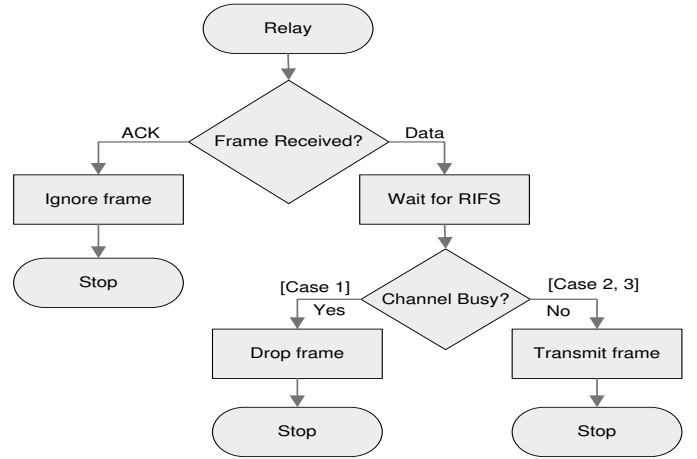 Relay
Frame Received?
ACK
Data
Ignore frame
Wait for RIFS
Stop
Channel Busy?
[Case 1]
Yes
[Case 2, 3]
No
Drop frame
Transmit frame
Stop
Stop